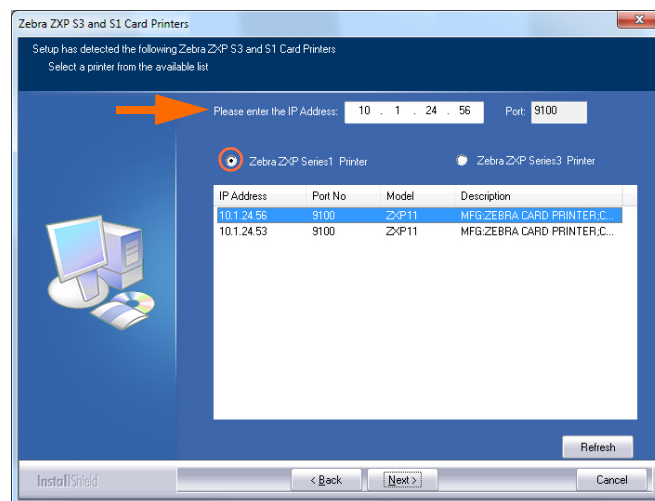 Zebra ZXP S3 and S1 Card Printers
Setup has detected the following Zebra ZXP S3 and S1 Card Printers
Select a printer from the available list
Please enter the IP Address: 10 . 1 . 24 . 56 Port: 9100
Zebra ZXP Series1 Printer Zebra ZXP Series3 Printer
IP Address Port No Model Description
10.1.24.56 9100 ZXP11 MFG:ZEBRA CARD PRINTER;C...
10.1.24.53 9100 ZXP11 MFG:ZEBRA CARD PRINTER;C...
Refresh
InstallShield < Back Next > Cancel